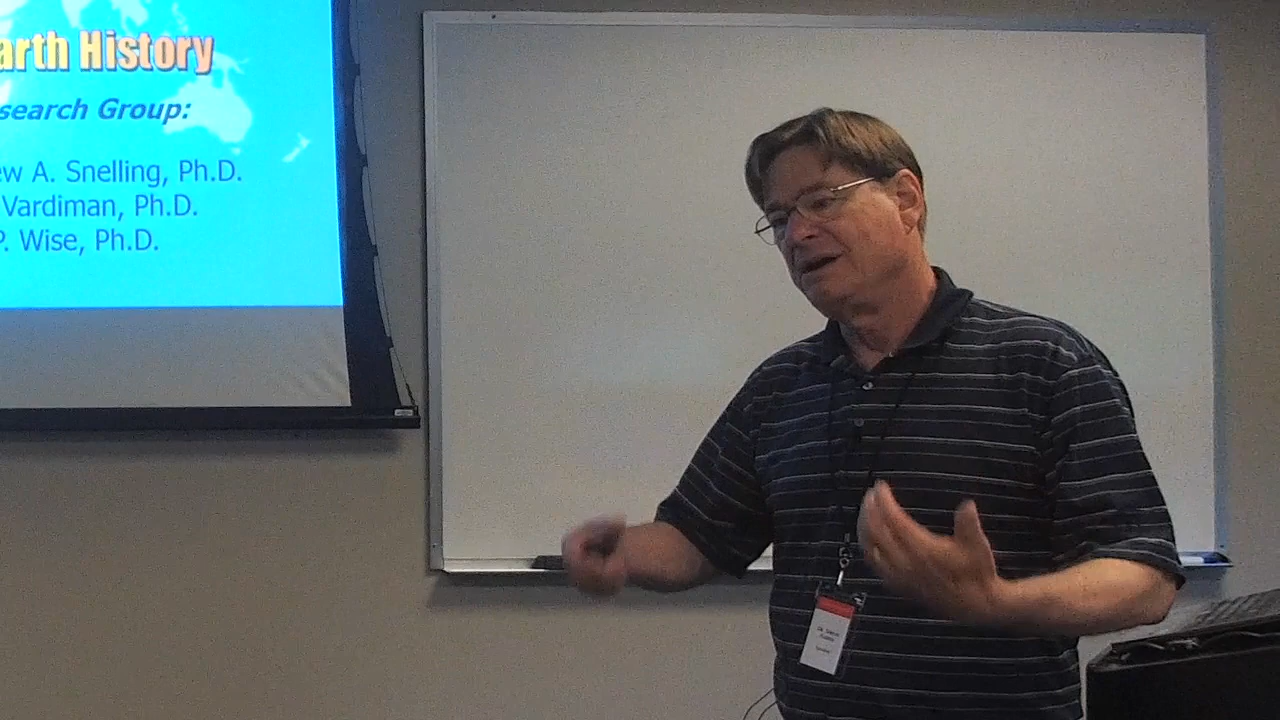 arth History
search Group:
ew A. Snelling, Ph.D.
Vardiman, Ph.D.
P. Wise, Ph.D.